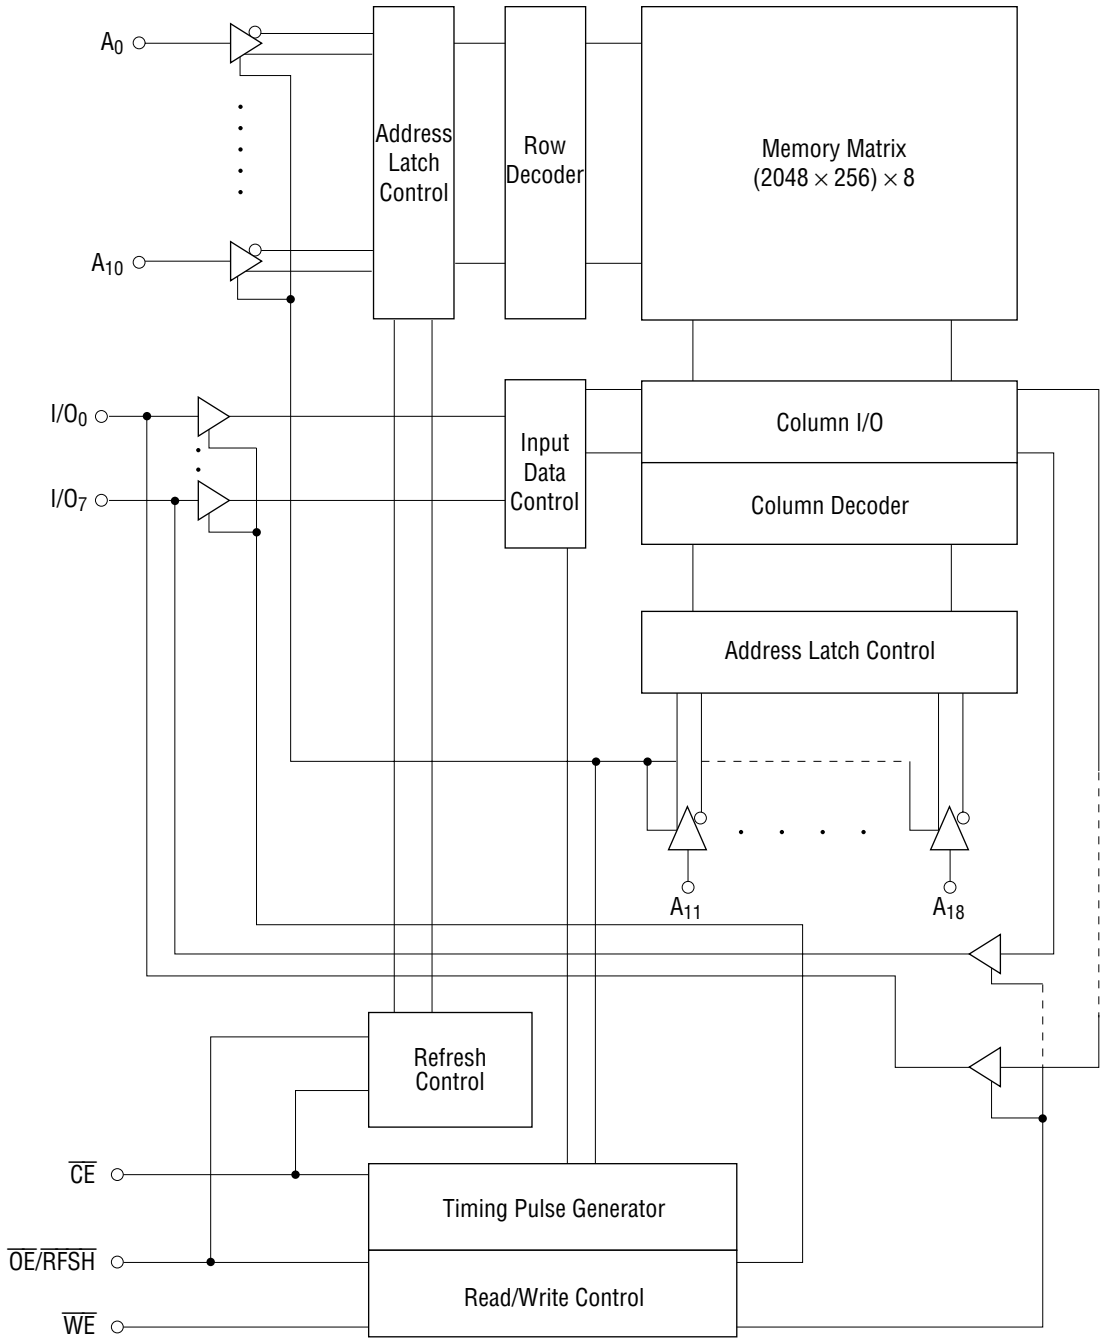 A0
Address
Latch
Control
Row
Decoder
Memory Matrix
(2048 × 256) × 8
A10
I/O0
I/O7
Input
Data
Control
Column I/O
Column Decoder
Address Latch Control
A11
A18
Refresh
Control
CE
Timing Pulse Generator
OE/RFSH
Read/Write Control
WE